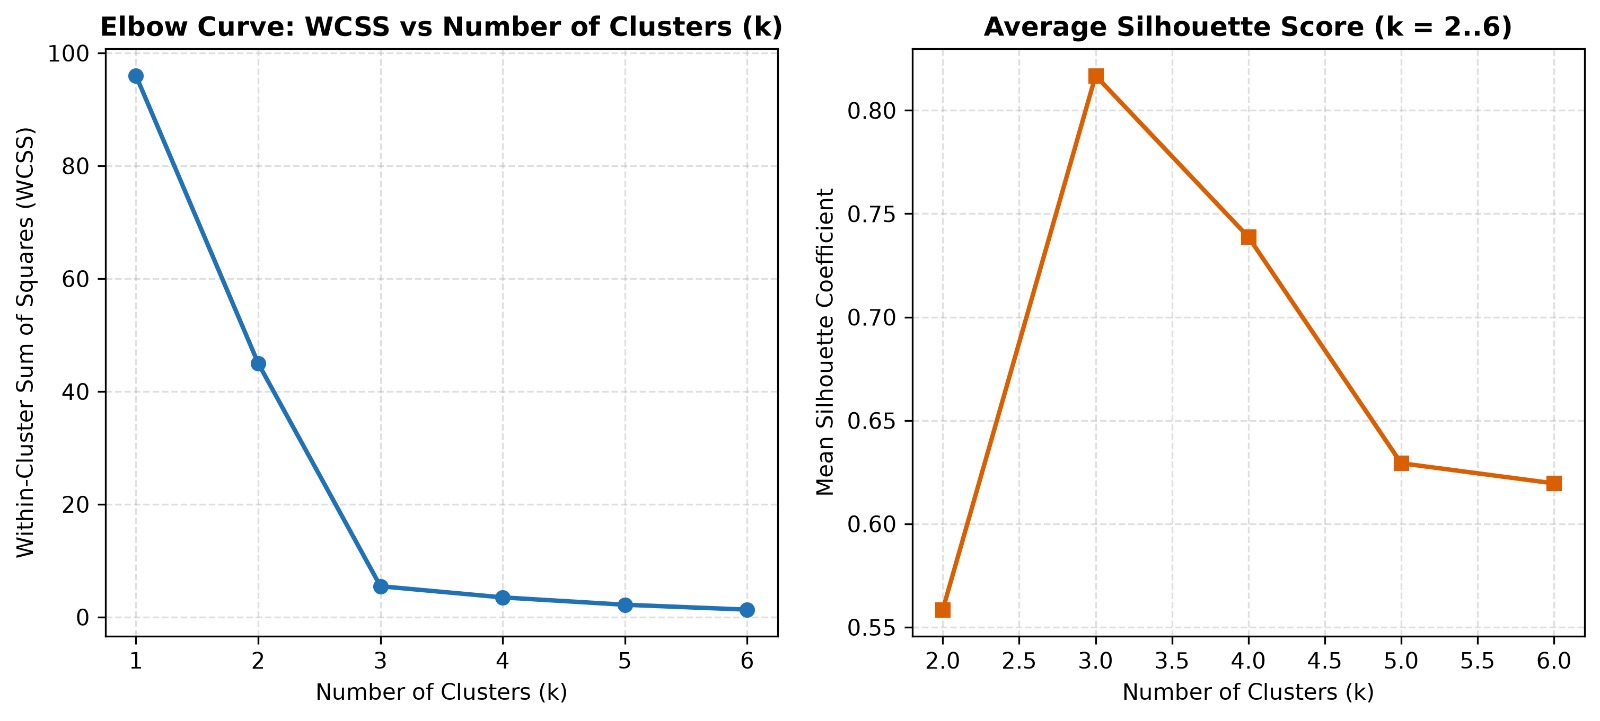 Elbow Curve: WCSS vs Number of Clusters (k)
Within-Cluster Sum of Squares (WCSS)
100
80
60
40
20
0
1 2 3 4 5 6
Number of Clusters (k)
Average Silhouette Score (k = 2..6)
Mean Silhouette Coefficient
0.80
0.75
0.70
0.65
0.60
0.55
2.0 2.5 3.0 3.5 4.0 4.5 5.0 5.5 6.0
Number of Clusters (k)